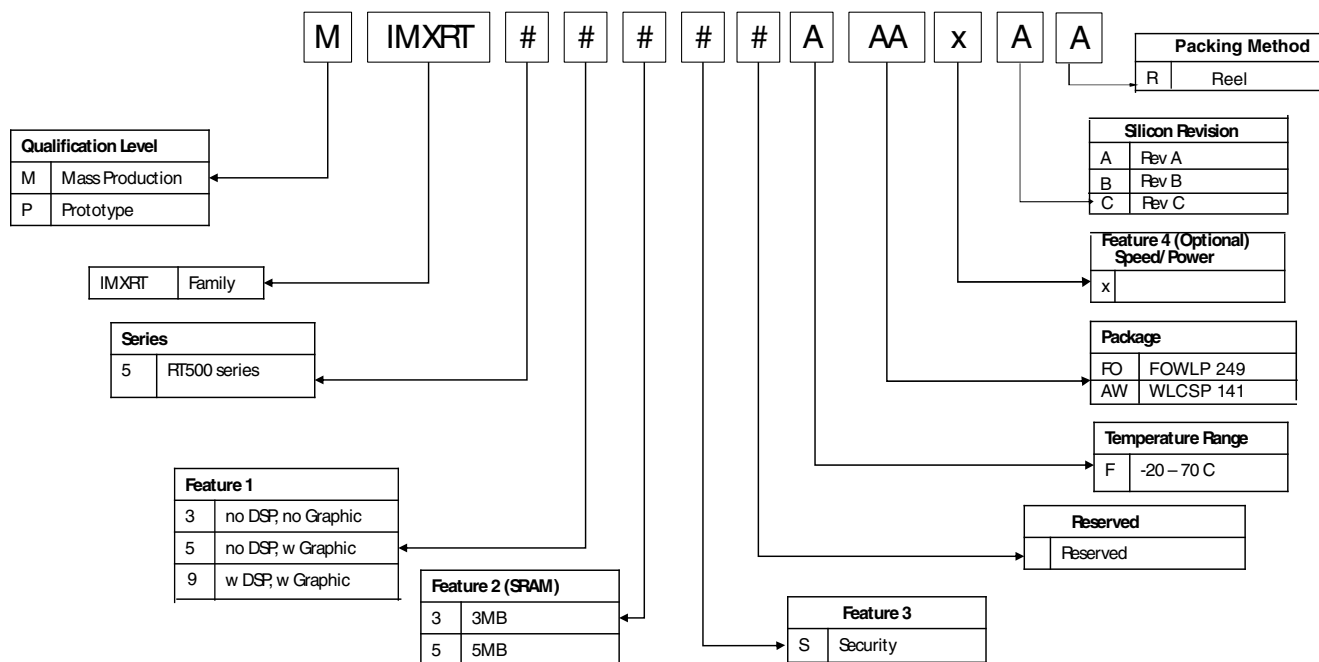 M IMXRT # # # # # A AA x A A
Packing Method
R Reel
Silicon Revision
A Rev A
B Rev B
C Rev C
Qualification Level
M Mass Production
P Prototype
Feature 4 (Optional)
Speed/Power
x
IMXRT Family
Series
5 RT500 series
Package
FO FOWLP 249
AW WLCSP 141
Temperature Range
F -20 – 70 C
Feature 1
3 no DSP, no Graphic
5 no DSP, w Graphic
9 w DSP, w Graphic
Reserved
Reserved
Feature 2 (SRAM)
3 3MB
5 5MB
Feature 3
S Security